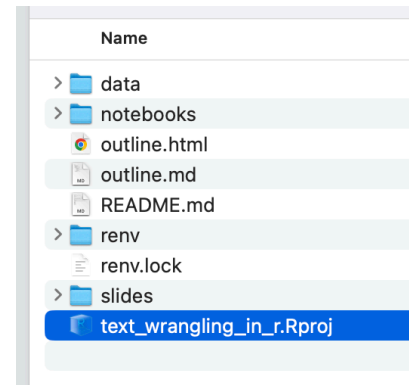 Name
data
notebooks
outline.html
outline.md
README.md
renv
renv.lock
slides
text_wrangling_in_r.Rproj